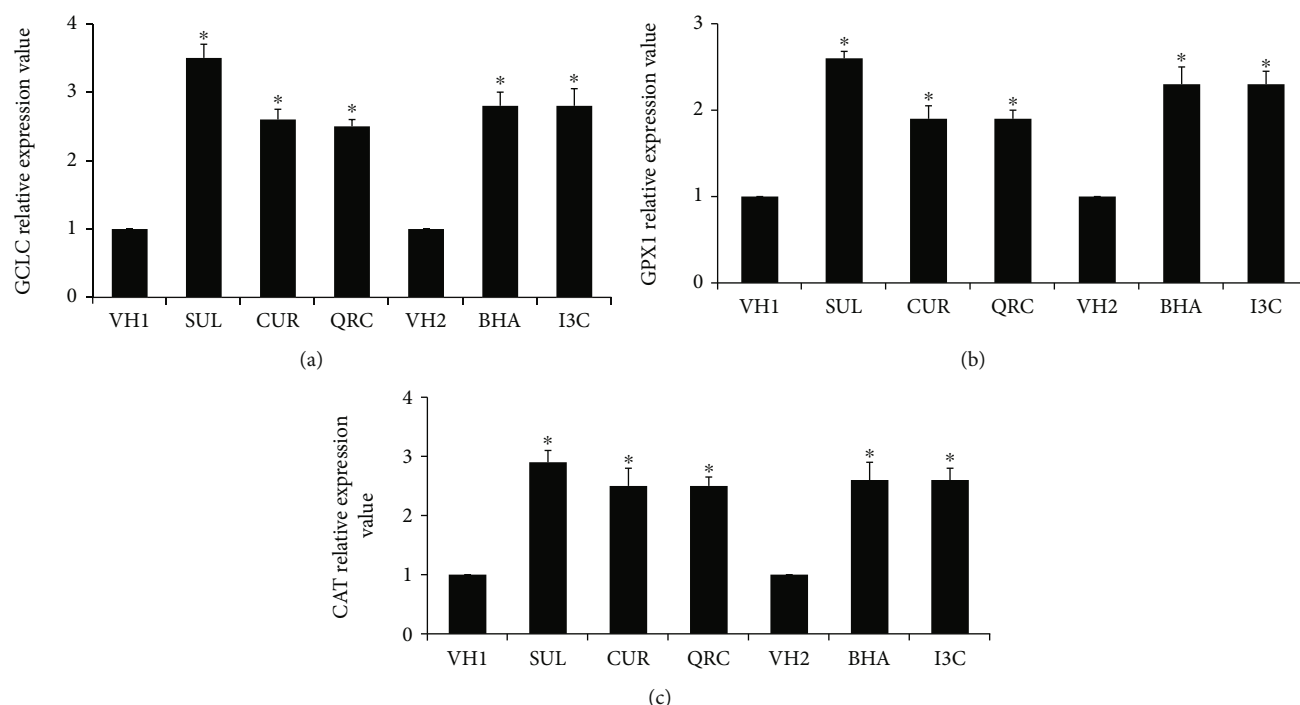 GCLC relative expression value
4
3
2
1
0
* * * * *
VH1 SUL CUR QRC VH2 BHA I3C
(a)
GPX1 relative expression value
3
2
1
0
* * * * *
VH1 SUL CUR QRC VH2 BHA I3C
(b)
CAT relative expression
value
4
3
2
1
0
* * * * *
VH1 SUL CUR QRC VH2 BHA I3C
(c)